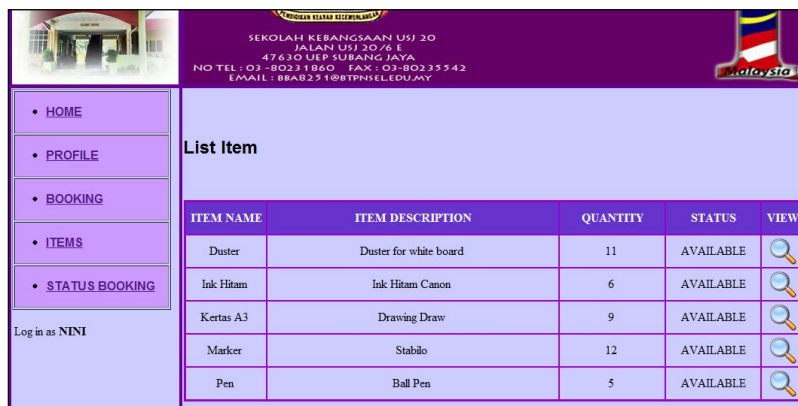 PENDIDIKAN KEARAH KECEMERLANGAN
SEKOLAH KEBANGSAAN USJ 20
JALAN USJ 20/6 E
47630 UEP SUBANG JAYA
NO TEL : 03 -80231860 FAX : 03-80235542
EMAIL : BBA8251@BTPNSEL.EDU.MY
Malaysia
HOME
PROFILE
BOOKING
ITEMS
STATUS BOOKING
Log in as NINI
List Item
ITEM NAME ITEM DESCRIPTION QUANTITY STATUS VIEW
Duster Duster for white board 11 AVAILABLE
Ink Hitam Ink Hitam Canon 6 AVAILABLE
Kertas A3 Drawing Draw 9 AVAILABLE
Marker Stabilo 12 AVAILABLE
Pen Ball Pen 5 AVAILABLE